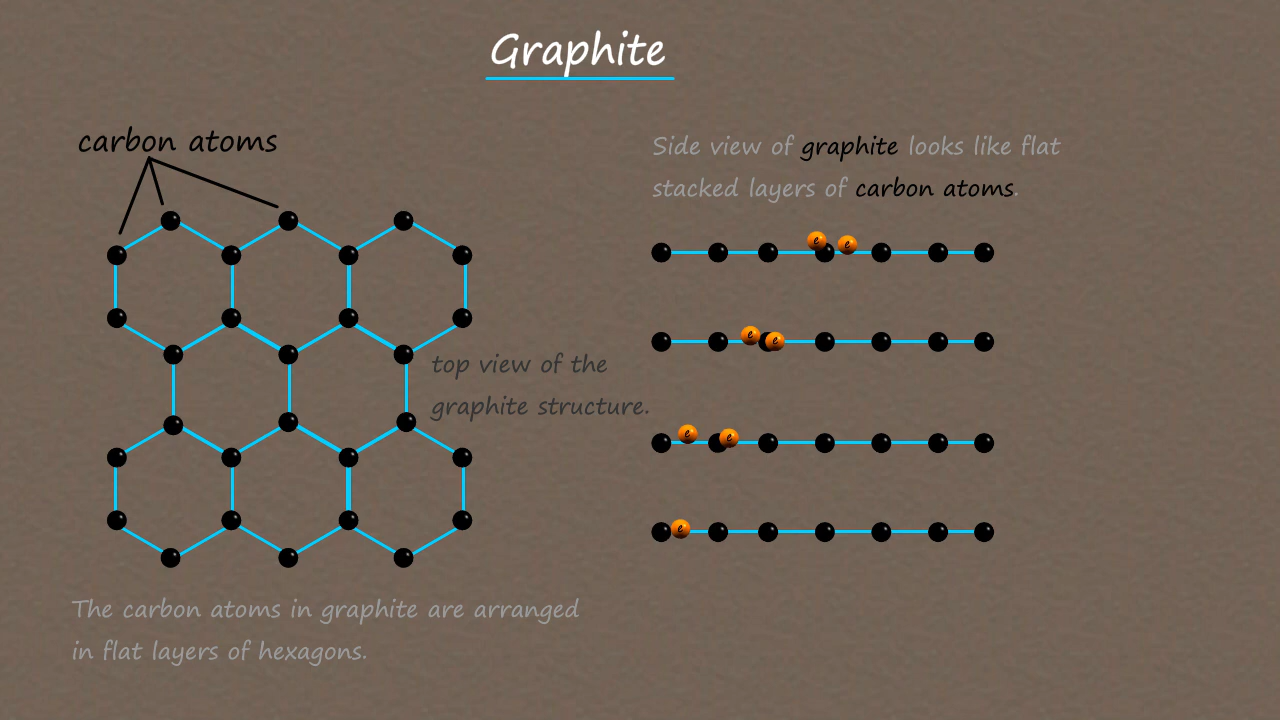 Graphite
carbon atoms
top view of the
graphite structure.
The carbon atoms in graphite are arranged
in flat layers of hexagons.
Side view of graphite looks like flat
stacked layers of carbon atoms.
e e
e e
e e
e